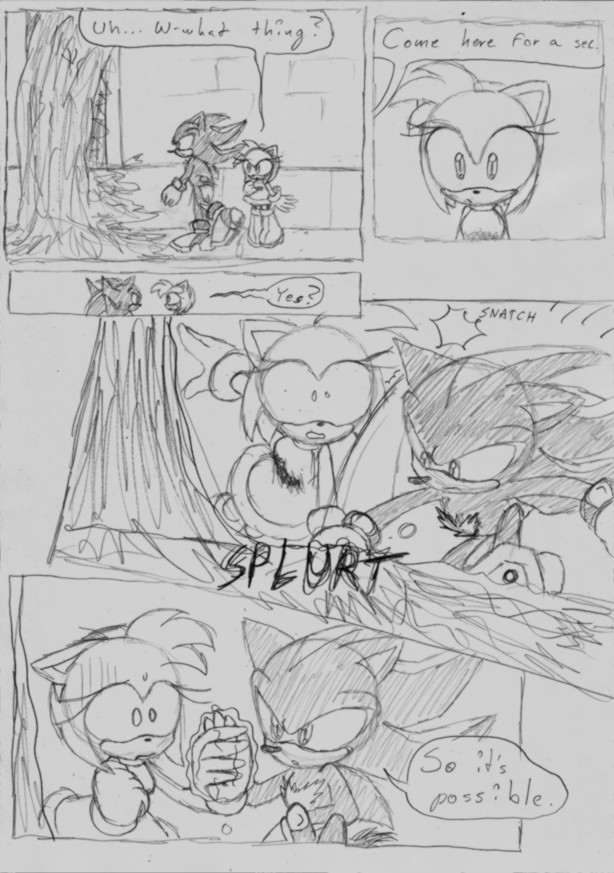 Uh... W-what thing?
Come here for a sec.
Yes?
SNATCH
SPLURT
So it's
possible.